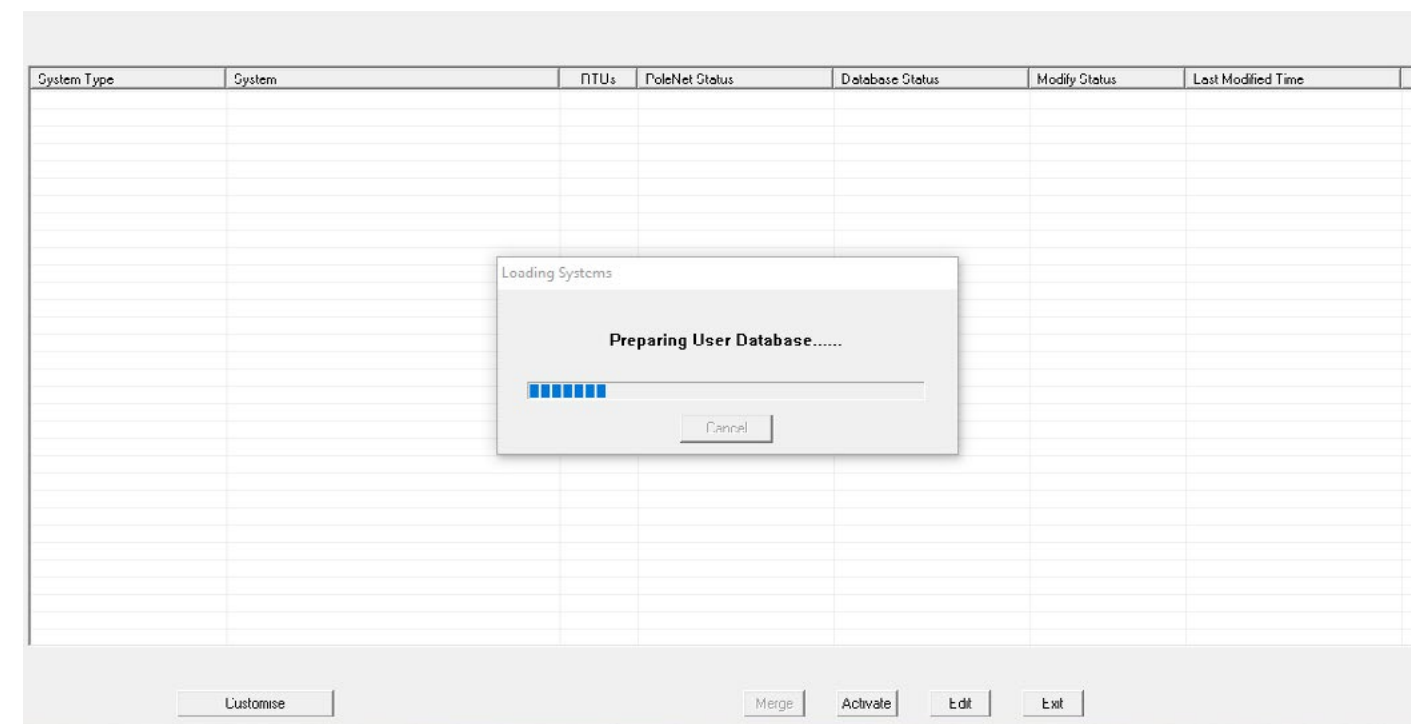 System Type System RTUs PoleNet Status Database Status Modify Status Last Modified Time
Loading Systems
Preparing User Database......
Cancel
Customise Merge Activate Edit Exit